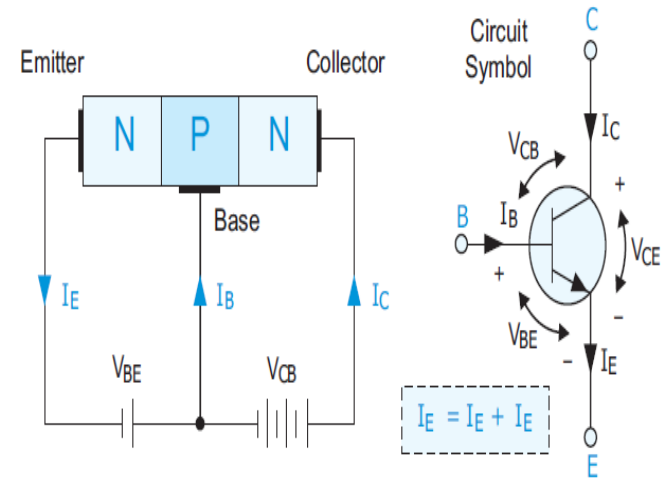 Emitter
Collector
N P N
Base
IE
IB
IC
VBE
VCB
Circuit
Symbol
C
IC
VCB
+
B
IB
VCE
+
VBE
−
−
IE
IE = IE + IE
E